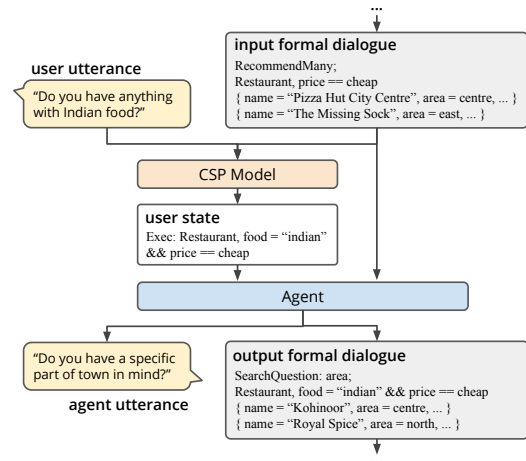 ...
input formal dialogue
RecommendMany;
Restaurant, price == cheap
{ name = “Pizza Hut City Centre”, area = centre, ... }
{ name = “The Missing Sock”, area = east, ... }
user utterance
“Do you have anything
with Indian food?”
CSP Model
user state
Exec: Restaurant, food = “indian”
&& price == cheap
Agent
“Do you have a specific
part of town in mind?”
agent utterance
output formal dialogue
SearchQuestion: area;
Restaurant, food = “indian” && price == cheap
{ name = “Kohinoor”, area = centre, ... }
{ name = “Royal Spice”, area = north, ... }